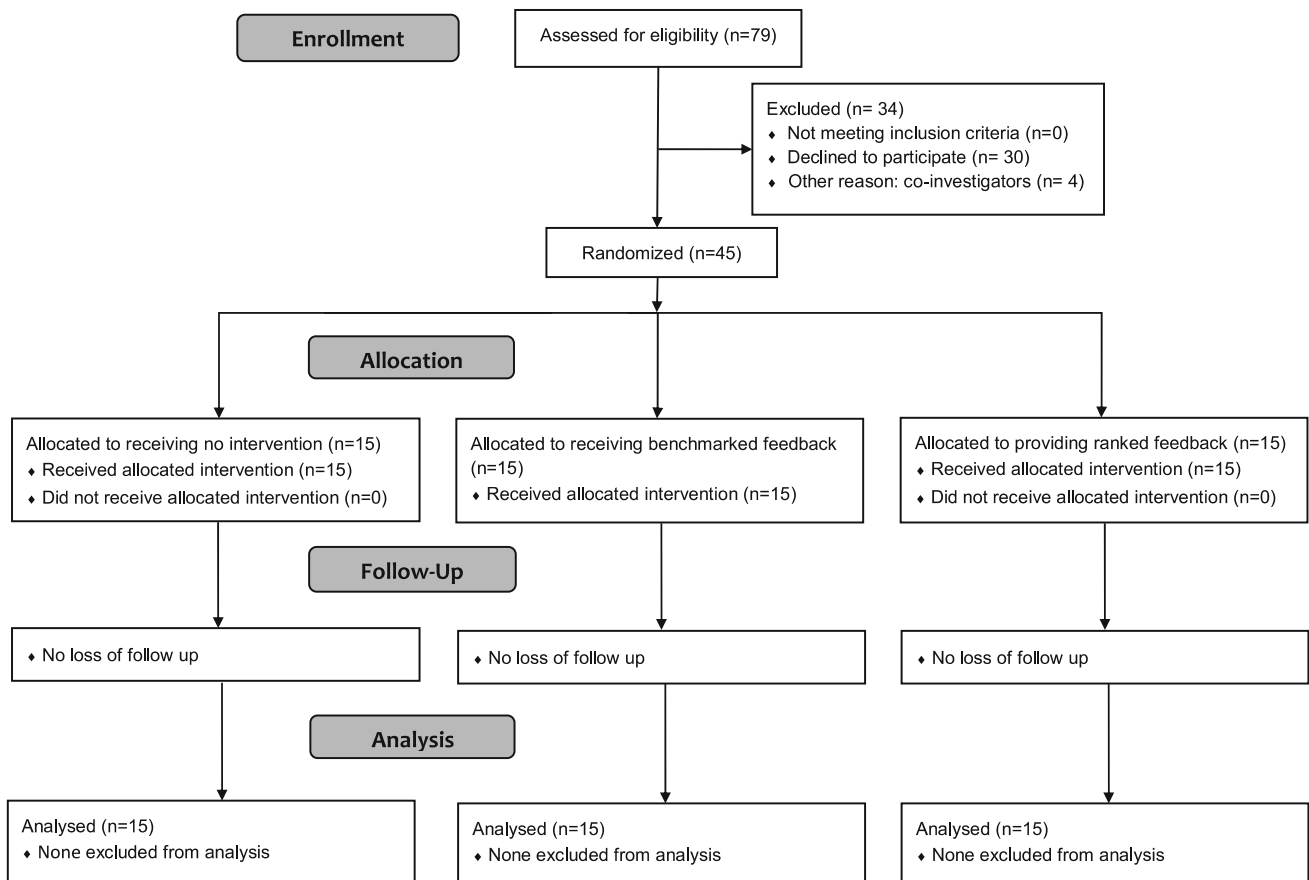 Enrollment
Assessed for eligibility (n=79)
Excluded (n= 34)
♦ Not meeting inclusion criteria (n=0)
♦ Declined to participate (n= 30)
♦ Other reason: co-investigators (n= 4)
Randomized (n=45)
Allocation
Allocated to receiving no intervention (n=15)
♦ Received allocated intervention (n=15)
♦ Did not receive allocated intervention (n=0)
Allocated to receiving benchmarked feedback
(n=15)
♦ Received allocated intervention (n=15)
Allocated to providing ranked feedback (n=15)
♦ Received allocated intervention (n=15)
♦ Did not receive allocated intervention (n=0)
Follow-Up
♦ No loss of follow up
♦ No loss of follow up
♦ No loss of follow up
Analysis
Analysed (n=15)
♦ None excluded from analysis
Analysed (n=15)
♦ None excluded from analysis
Analysed (n=15)
♦ None excluded from analysis